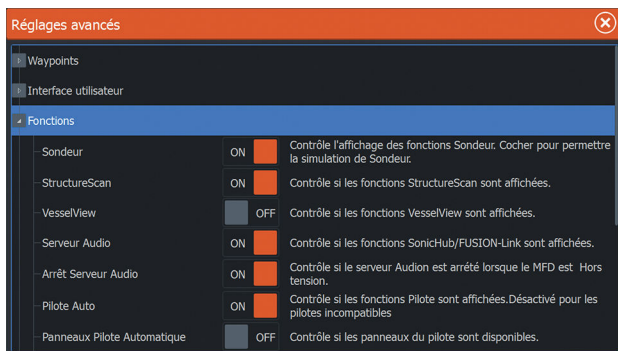 Réglages avancés
Waypoints
Interface utilisateur
Fonctions
Sondeur ON Contrôle l'affichage des fonctions Sondeur. Cocher pour permettre
la simulation de Sondeur.
StructureScan ON Contrôle si les fonctions StructureScan sont affichées.
VesselView OFF Contrôle si les fonctions VesselView sont affichées.
Serveur Audio ON Contrôle si les fonctions SonicHub/FUSION-Link sont affichées.
Arrêt Serveur Audio ON Contrôle si le serveur Audion est arrété lorsque le MFD est Hors
tension.
Pilote Auto ON Contrôle si les fonctions Pilote sont affichées.Désactivé pour les
pilotes incompatibles
Panneaux Pilote Automatique OFF Contrôle si les panneaux du pilote sont disponibles.